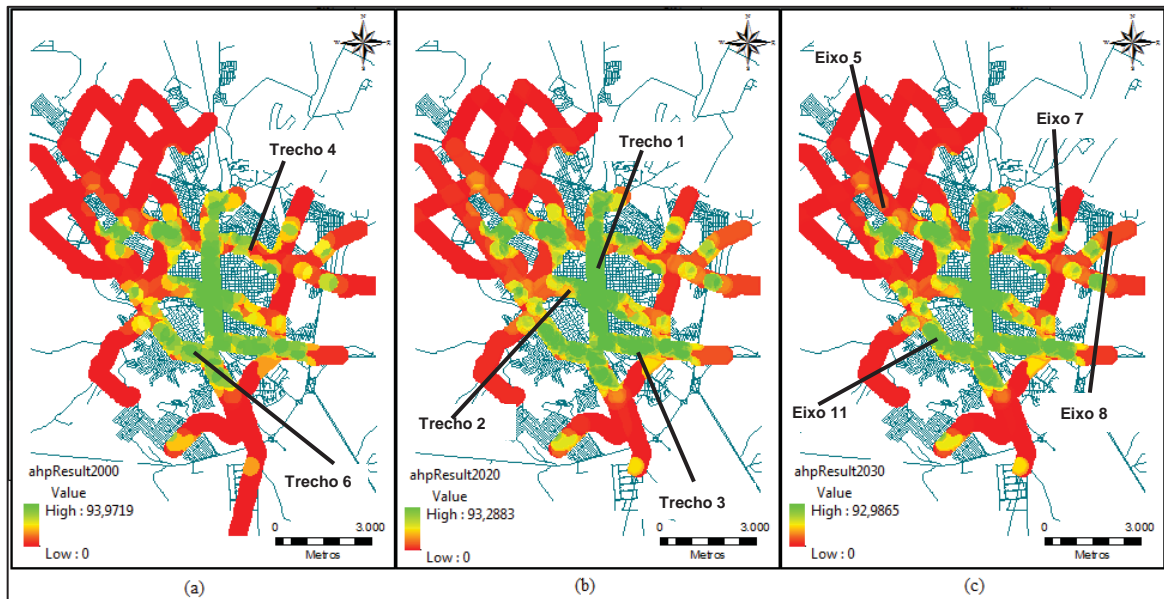 Trecho 4
Trecho 6
ahpResult2000
Value
High : 93,9719
Low : 0
0 3.000
Metros
(a)
Trecho 1
Trecho 2
Trecho 3
ahpResult2020
Value
High : 93,2883
Low : 0
0 3.000
Metros
(b)
Eixo 5
Eixo 7
Eixo 11
Eixo 8
ahpResult2030
Value
High : 92,9865
Low : 0
0 3.000
Metros
(c)